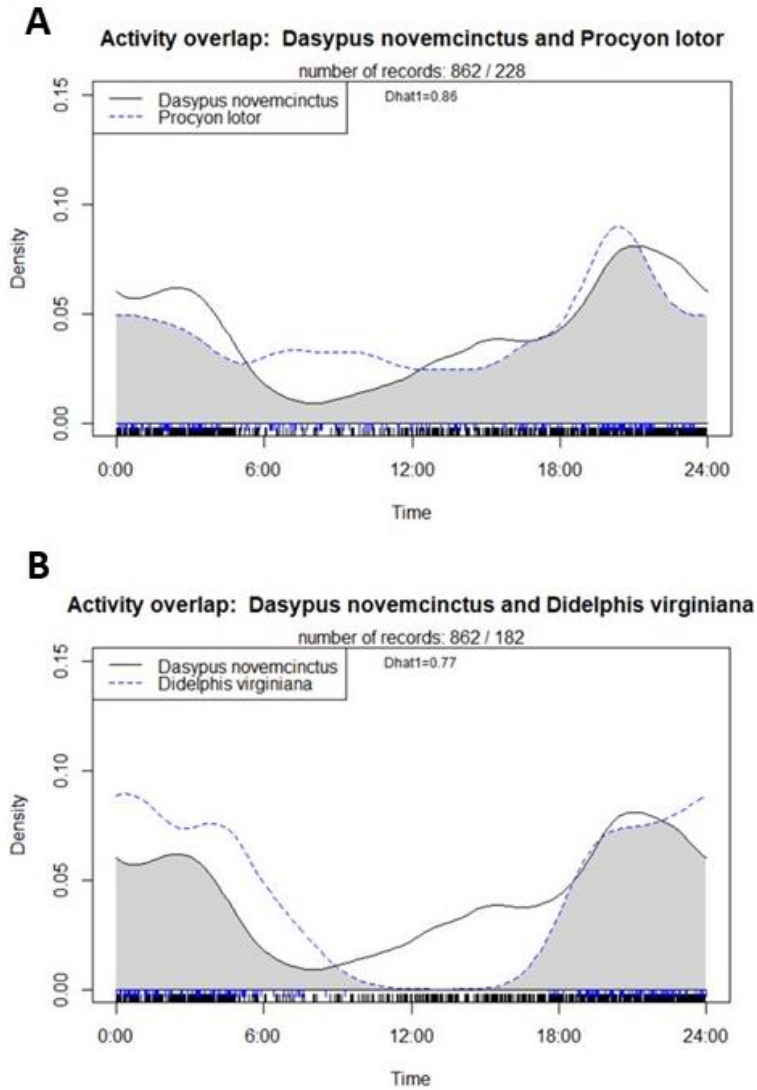 A
Activity overlap: Dasypus novemcinctus and Procyon lotor
number of records: 862 / 228
Dasypus novemcinctus
Procyon lotor
Dhat1=0.86
0.15
0.10
0.05
0.00
Density
0:00 6:00 12:00 18:00 24:00
Time
B
Activity overlap: Dasypus novemcinctus and Didelphis virginiana
number of records: 862 / 182
Dasypus novemcinctus
Didelphis virginiana
Dhat1=0.77
0.15
0.10
0.05
0.00
Density
0:00 6:00 12:00 18:00 24:00
Time